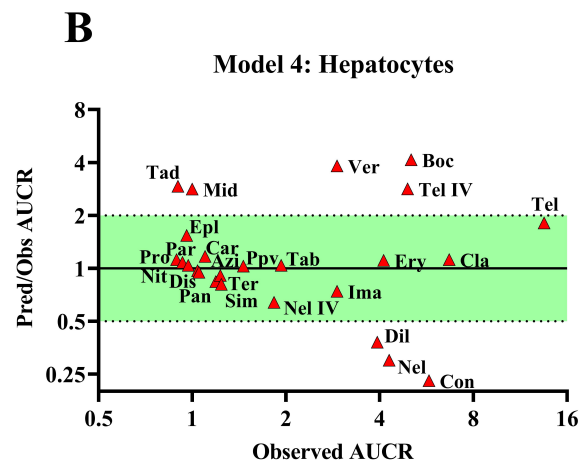 B
Model 4: Hepatocytes
Pred/Obs AUCR
8
4
2
1
0.5
0.25
Tad
Mid
Ver
Boc
Tel IV
Tel
Epl
Pro
Par
Car
Azi
Ppv
Tab
Ery
Cla
Nit
Dis
Pan
Ter
Sim
Nel IV
Ima
Dil
Nel
Con
0.5 1 2 4 8 16
Observed AUCR